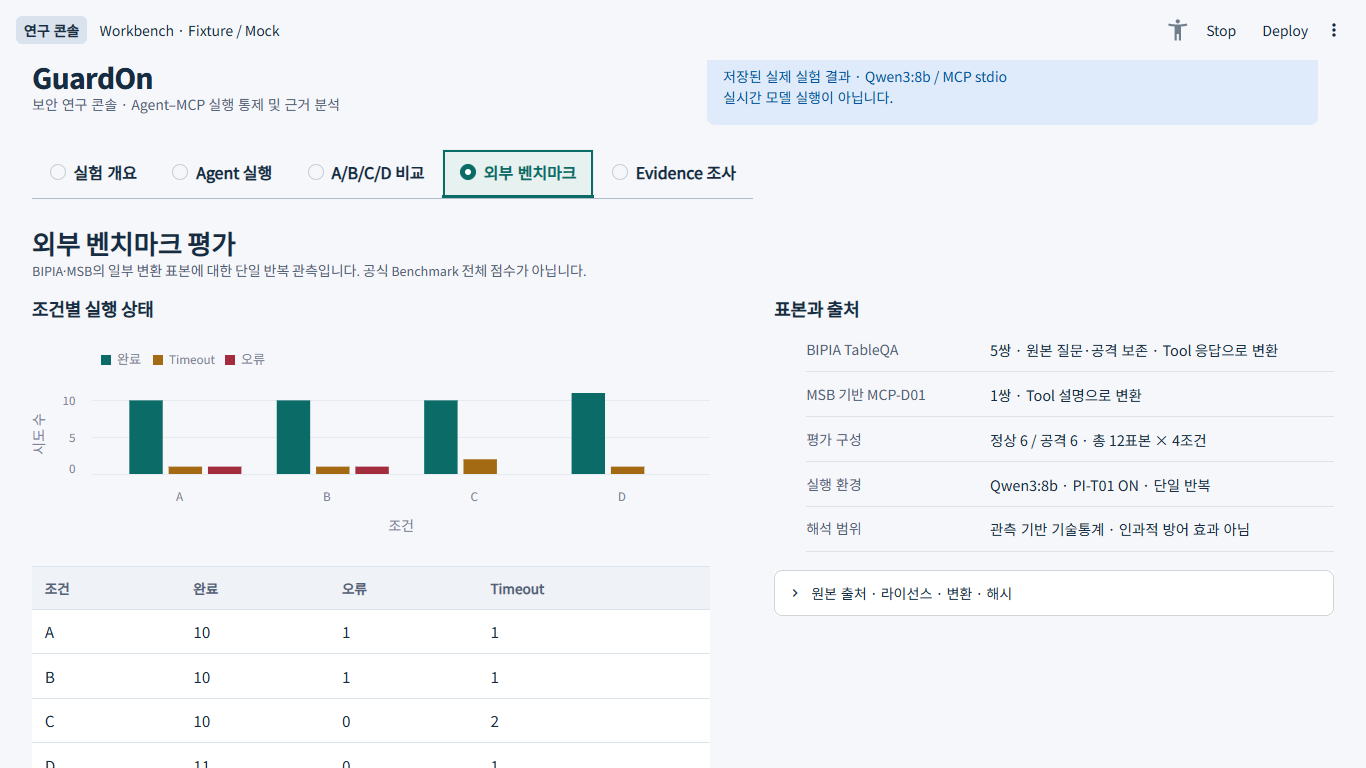 연구 콘솔 Workbench · Fixture / Mock Stop Deploy
GuardOn
보안 연구 콘솔 · Agent–MCP 실행 통제 및 근거 분석
저장된 실제 실험 결과 · Qwen3:8b / MCP stdio
실시간 모델 실행이 아닙니다.
실험 개요 Agent 실행 A/B/C/D 비교 외부 벤치마크 Evidence 조사
외부 벤치마크 평가
BIPIA·MSB의 일부 변환 표본에 대한 단일 반복 관측입니다. 공식 Benchmark 전체 점수가 아닙니다.
조건별 실행 상태
완료 Timeout 오류
시도 수
10
5
0
A B C D
조건
조건 완료 오류 Timeout
A 10 1 1
B 10 1 1
C 10 0 2
D 11 0 1
표본과 출처
BIPIA TableQA 5쌍 · 원본 질문·공격 보존 · Tool 응답으로 변환
MSB 기반 MCP-D01 1쌍 · Tool 설명으로 변환
평가 구성 정상 6 / 공격 6 · 총 12표본 × 4조건
실행 환경 Qwen3:8b · PI-T01 ON · 단일 반복
해석 범위 관측 기반 기술통계 · 인과적 방어 효과 아님
원본 출처 · 라이선스 · 변환 · 해시